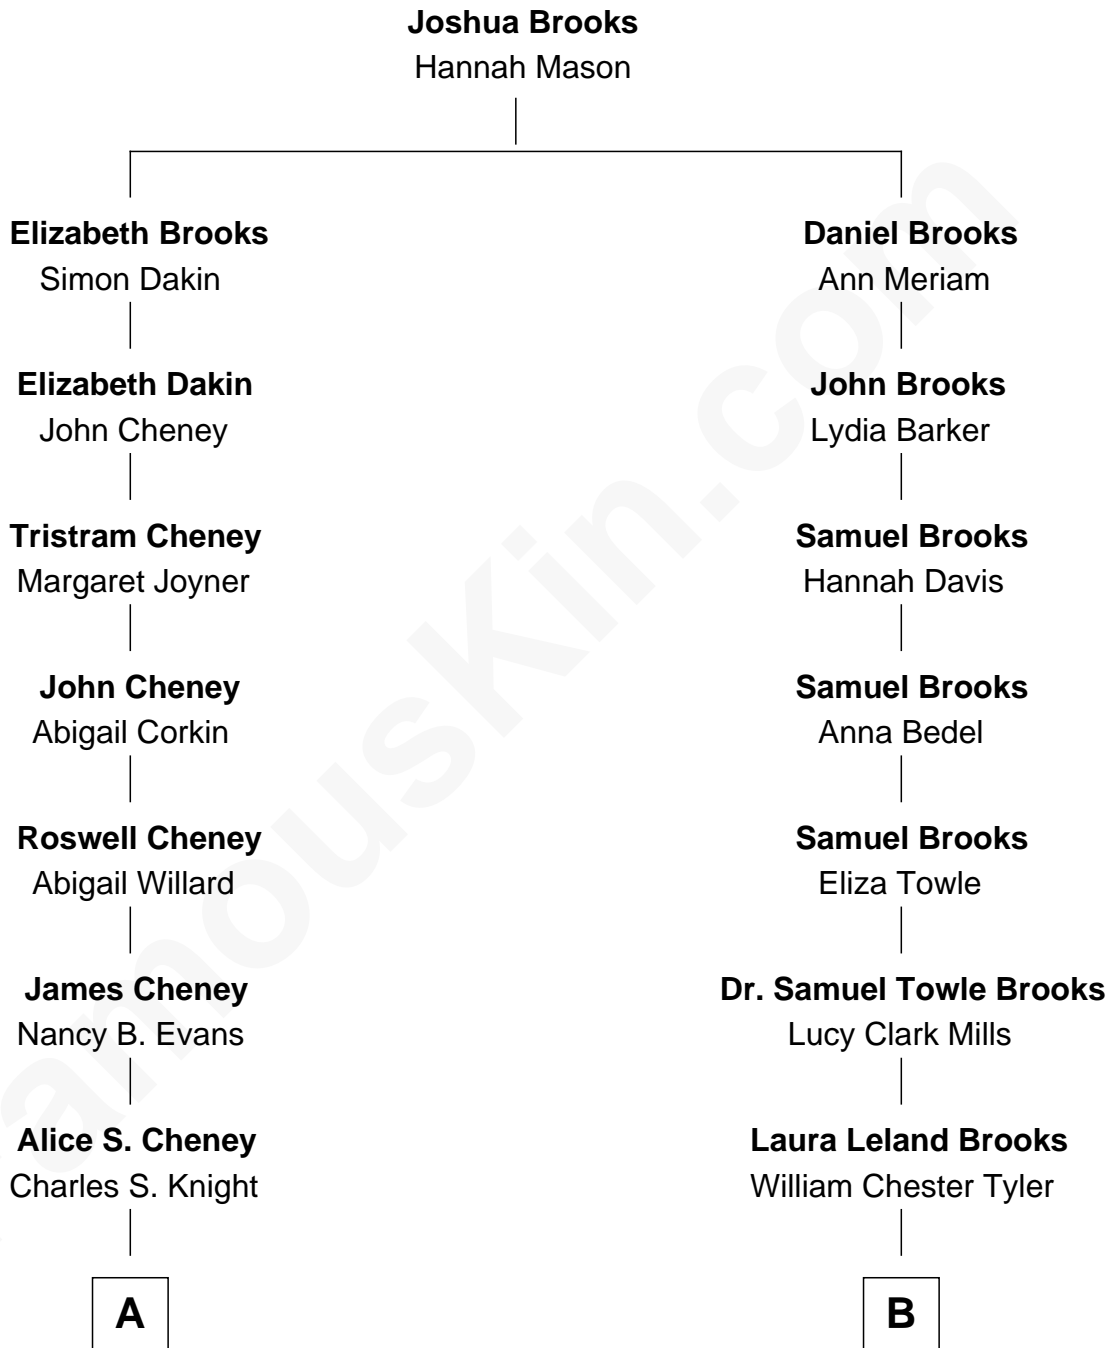 Joshua Brooks
Hannah Mason
Elizabeth Brooks
Simon Dakin
Daniel Brooks
Ann Meriam
Elizabeth Dakin
John Cheney
John Brooks
Lydia Barker
Tristram Cheney
Margaret Joyner
Samuel Brooks
Hannah Davis
John Cheney
Abigail Corkin
Samuel Brooks
Anna Bedel
Roswell Cheney
Abigail Willard
Samuel Brooks
Eliza Towle
James Cheney
Nancy B. Evans
Dr. Samuel Towle Brooks
Lucy Clark Mills
Alice S. Cheney
Charles S. Knight
Laura Leland Brooks
William Chester Tyler
A
B
amousKin.com